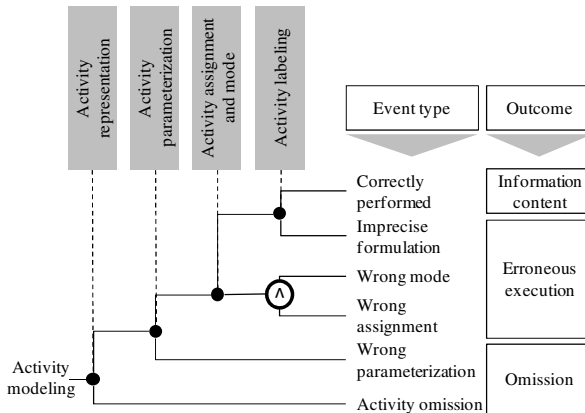 Activity
representation
Activity
parameterization
Activity assignment
and mode
Activity labeling
Event type
Outcome
Correctly
performed
Imprecise
formulation
Wrong mode
Wrong
assignment
Wrong
parameterization
Activity omission
Information
content
Erroneous
execution
Omission
Activity
modeling
^